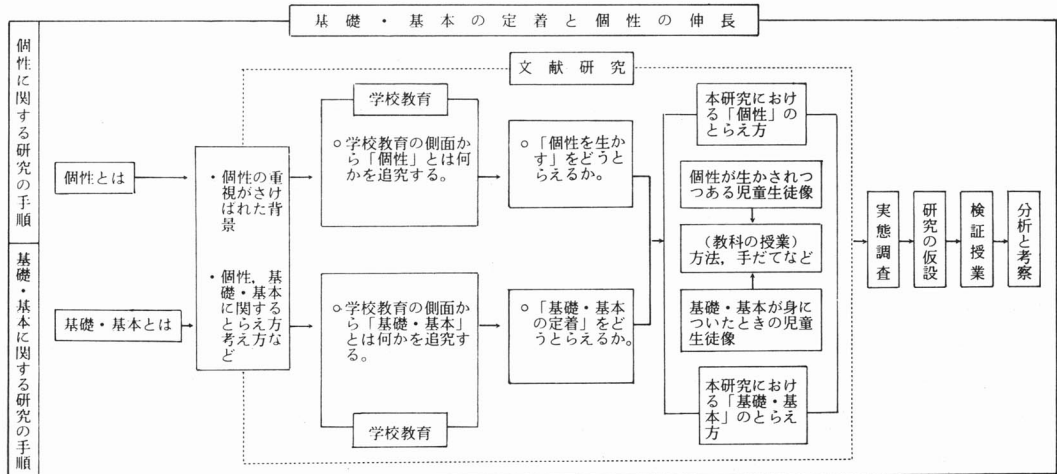 基礎・基本の定着と個性の伸長
個性に関する研究の手順
基礎・基本に関する研究の手順
文献研究
個性とは
基礎・基本とは
・個性の重
視がさけ
ばれた背
景
・個性，基
礎・基本
に関する
とらえ方
考え方な
ど
学校教育
○学校教育の側面か
ら「個性」とは何
かを追究する。
○学校教育の側面か
ら「基礎・基本」
とは何かを追究す
る。
学校教育
○「個性を生か
す」をどうと
らえるか。
○「基礎・基本
の定着」をど
うとらえるか。
本研究におけ
る「個性」の
とらえ方
個性が生かされつ
つある児童生徒像
（教科の授業）
方法，手だてなど
基礎・基本が身に
ついたときの児童
生徒像
本研究におけ
る「基礎・基
本」のとらえ
方
実態調査
研究の仮設
検証授業
分析と考察